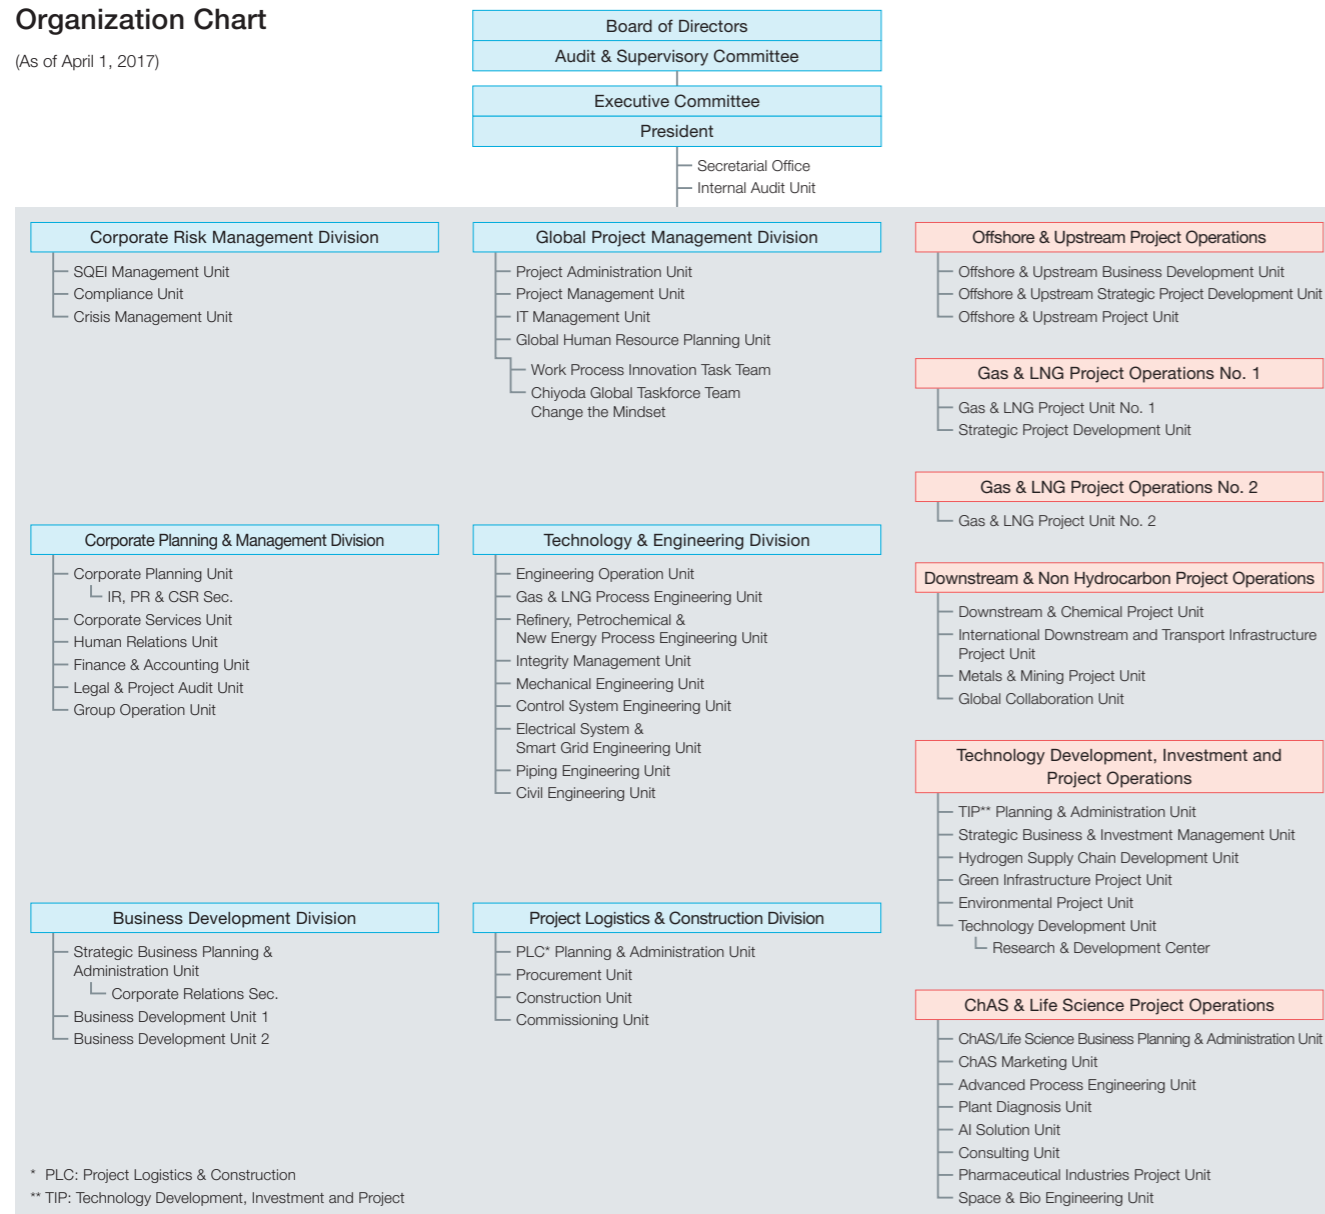 Organization Chart
(As of April 1, 2017)
Board of Directors
Audit & Supervisory Committee
Executive Committee
President
Secretarial Office
Internal Audit Unit
Corporate Risk Management Division
SQEI Management Unit
Compliance Unit
Crisis Management Unit
Corporate Planning & Management Division
Corporate Planning Unit
IR, PR & CSR Sec.
Corporate Services Unit
Human Relations Unit
Finance & Accounting Unit
Legal & Project Audit Unit
Group Operation Unit
Business Development Division
Strategic Business Planning &
Administration Unit
Corporate Relations Sec.
Business Development Unit 1
Business Development Unit 2
Global Project Management Division
Project Administration Unit
Project Management Unit
IT Management Unit
Global Human Resource Planning Unit
Work Process Innovation Task Team
Chiyoda Global Taskforce Team
Change the Mindset
Technology & Engineering Division
Engineering Operation Unit
Gas & LNG Process Engineering Unit
Refinery, Petrochemical &
New Energy Process Engineering Unit
Integrity Management Unit
Mechanical Engineering Unit
Control System Engineering Unit
Electrical System &
Smart Grid Engineering Unit
Piping Engineering Unit
Civil Engineering Unit
Project Logistics & Construction Division
PLC* Planning & Administration Unit
Procurement Unit
Construction Unit
Commissioning Unit
Offshore & Upstream Project Operations
Offshore & Upstream Business Development Unit
Offshore & Upstream Strategic Project Development Unit
Offshore & Upstream Project Unit
Gas & LNG Project Operations No. 1
Gas & LNG Project Unit No. 1
Strategic Project Development Unit
Gas & LNG Project Operations No. 2
Gas & LNG Project Unit No. 2
Downstream & Non Hydrocarbon Project Operations
Downstream & Chemical Project Unit
International Downstream and Transport Infrastructure
Project Unit
Metals & Mining Project Unit
Global Collaboration Unit
Technology Development, Investment and
Project Operations
TIP** Planning & Administration Unit
Strategic Business & Investment Management Unit
Hydrogen Supply Chain Development Unit
Green Infrastructure Project Unit
Environmental Project Unit
Technology Development Unit
Research & Development Center
ChAS & Life Science Project Operations
ChAS/Life Science Business Planning & Administration Unit
ChAS Marketing Unit
Advanced Process Engineering Unit
Plant Diagnosis Unit
AI Solution Unit
Consulting Unit
Pharmaceutical Industries Project Unit
Space & Bio Engineering Unit
* PLC: Project Logistics & Construction
** TIP: Technology Development, Investment and Project